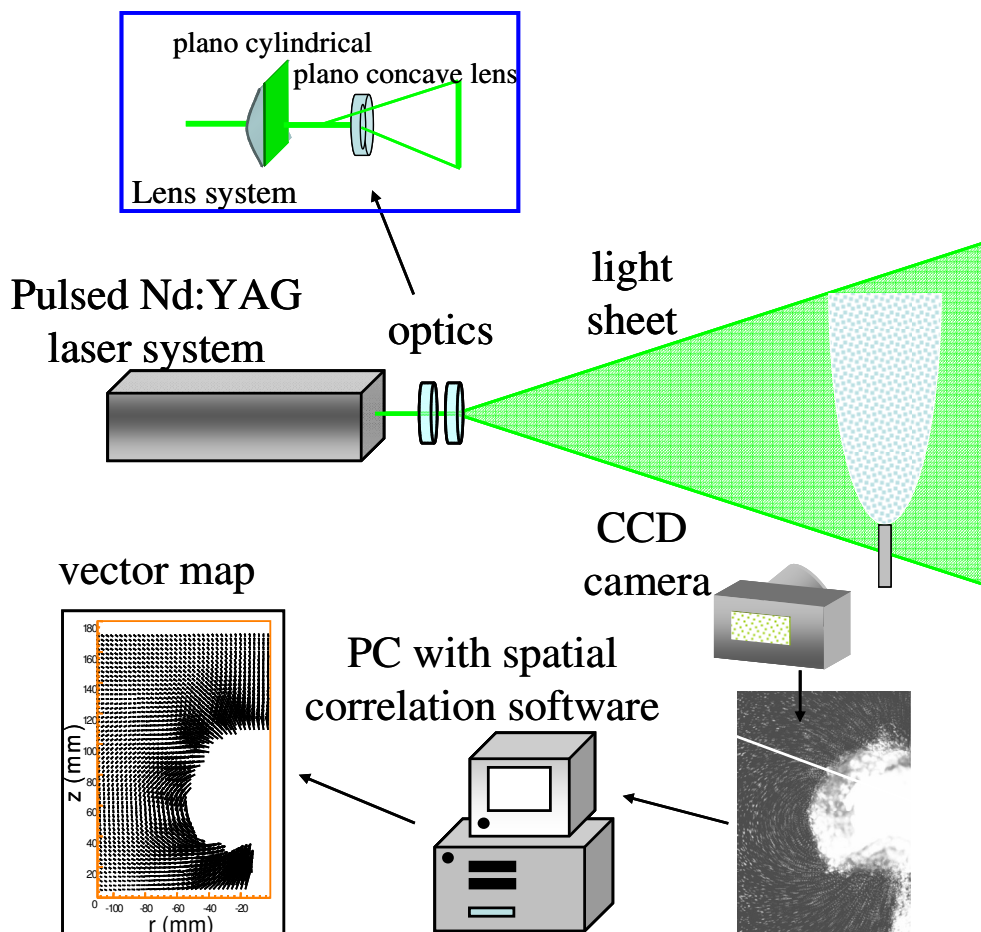 plano cylindrical
plano concave lens
Lens system
light
sheet
Pulsed Nd:YAG
laser system
optics
CCD
camera
vector map
PC with spatial
correlation software
180
160
140
120
100
80
60
40
20
0
z (mm)
-100
-80
-60
-40
-20
r (mm)